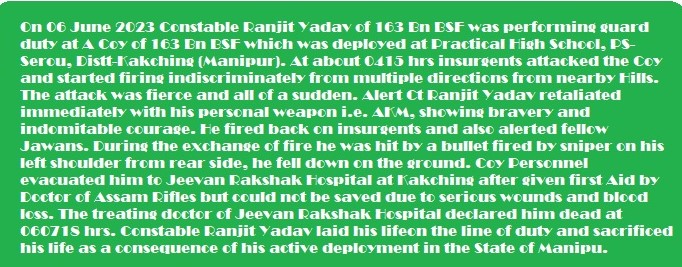 On 06 June 2023 Constable Ranjit Yadav of 163 Bn BSF was performing guard
duty at A Coy of 163 Bn BSF which was deployed at Practical High School, PS-
Serou, Distt-Kakching (Manipur). At about 0415 hrs insurgents attacked the Coy
and started firing indiscriminately from multiple directions from nearby Hills.
The attack was fierce and all of a sudden. Alert Ct Ranjit Yadav retaliated
immediately with his personal weapon i.e. AKM, showing bravery and
indomitable courage. He fired back on insurgents and also alerted fellow
Jawans. During the exchange of fire he was hit by a bullet fired by sniper on his
left shoulder from rear side, he fell down on the ground. Coy Personnel
evacuated him to Jeevan Rakshak Hospital at Kakching after given first Aid by
Doctor of Assam Rifles but could not be saved due to serious wounds and blood
loss. The treating doctor of Jeevan Rakshak Hospital declared him dead at
060718 hrs. Constable Ranjit Yadav laid his lifeon the line of duty and sacrificed
his life as a consequence of his active deployment in the State of Manipu.